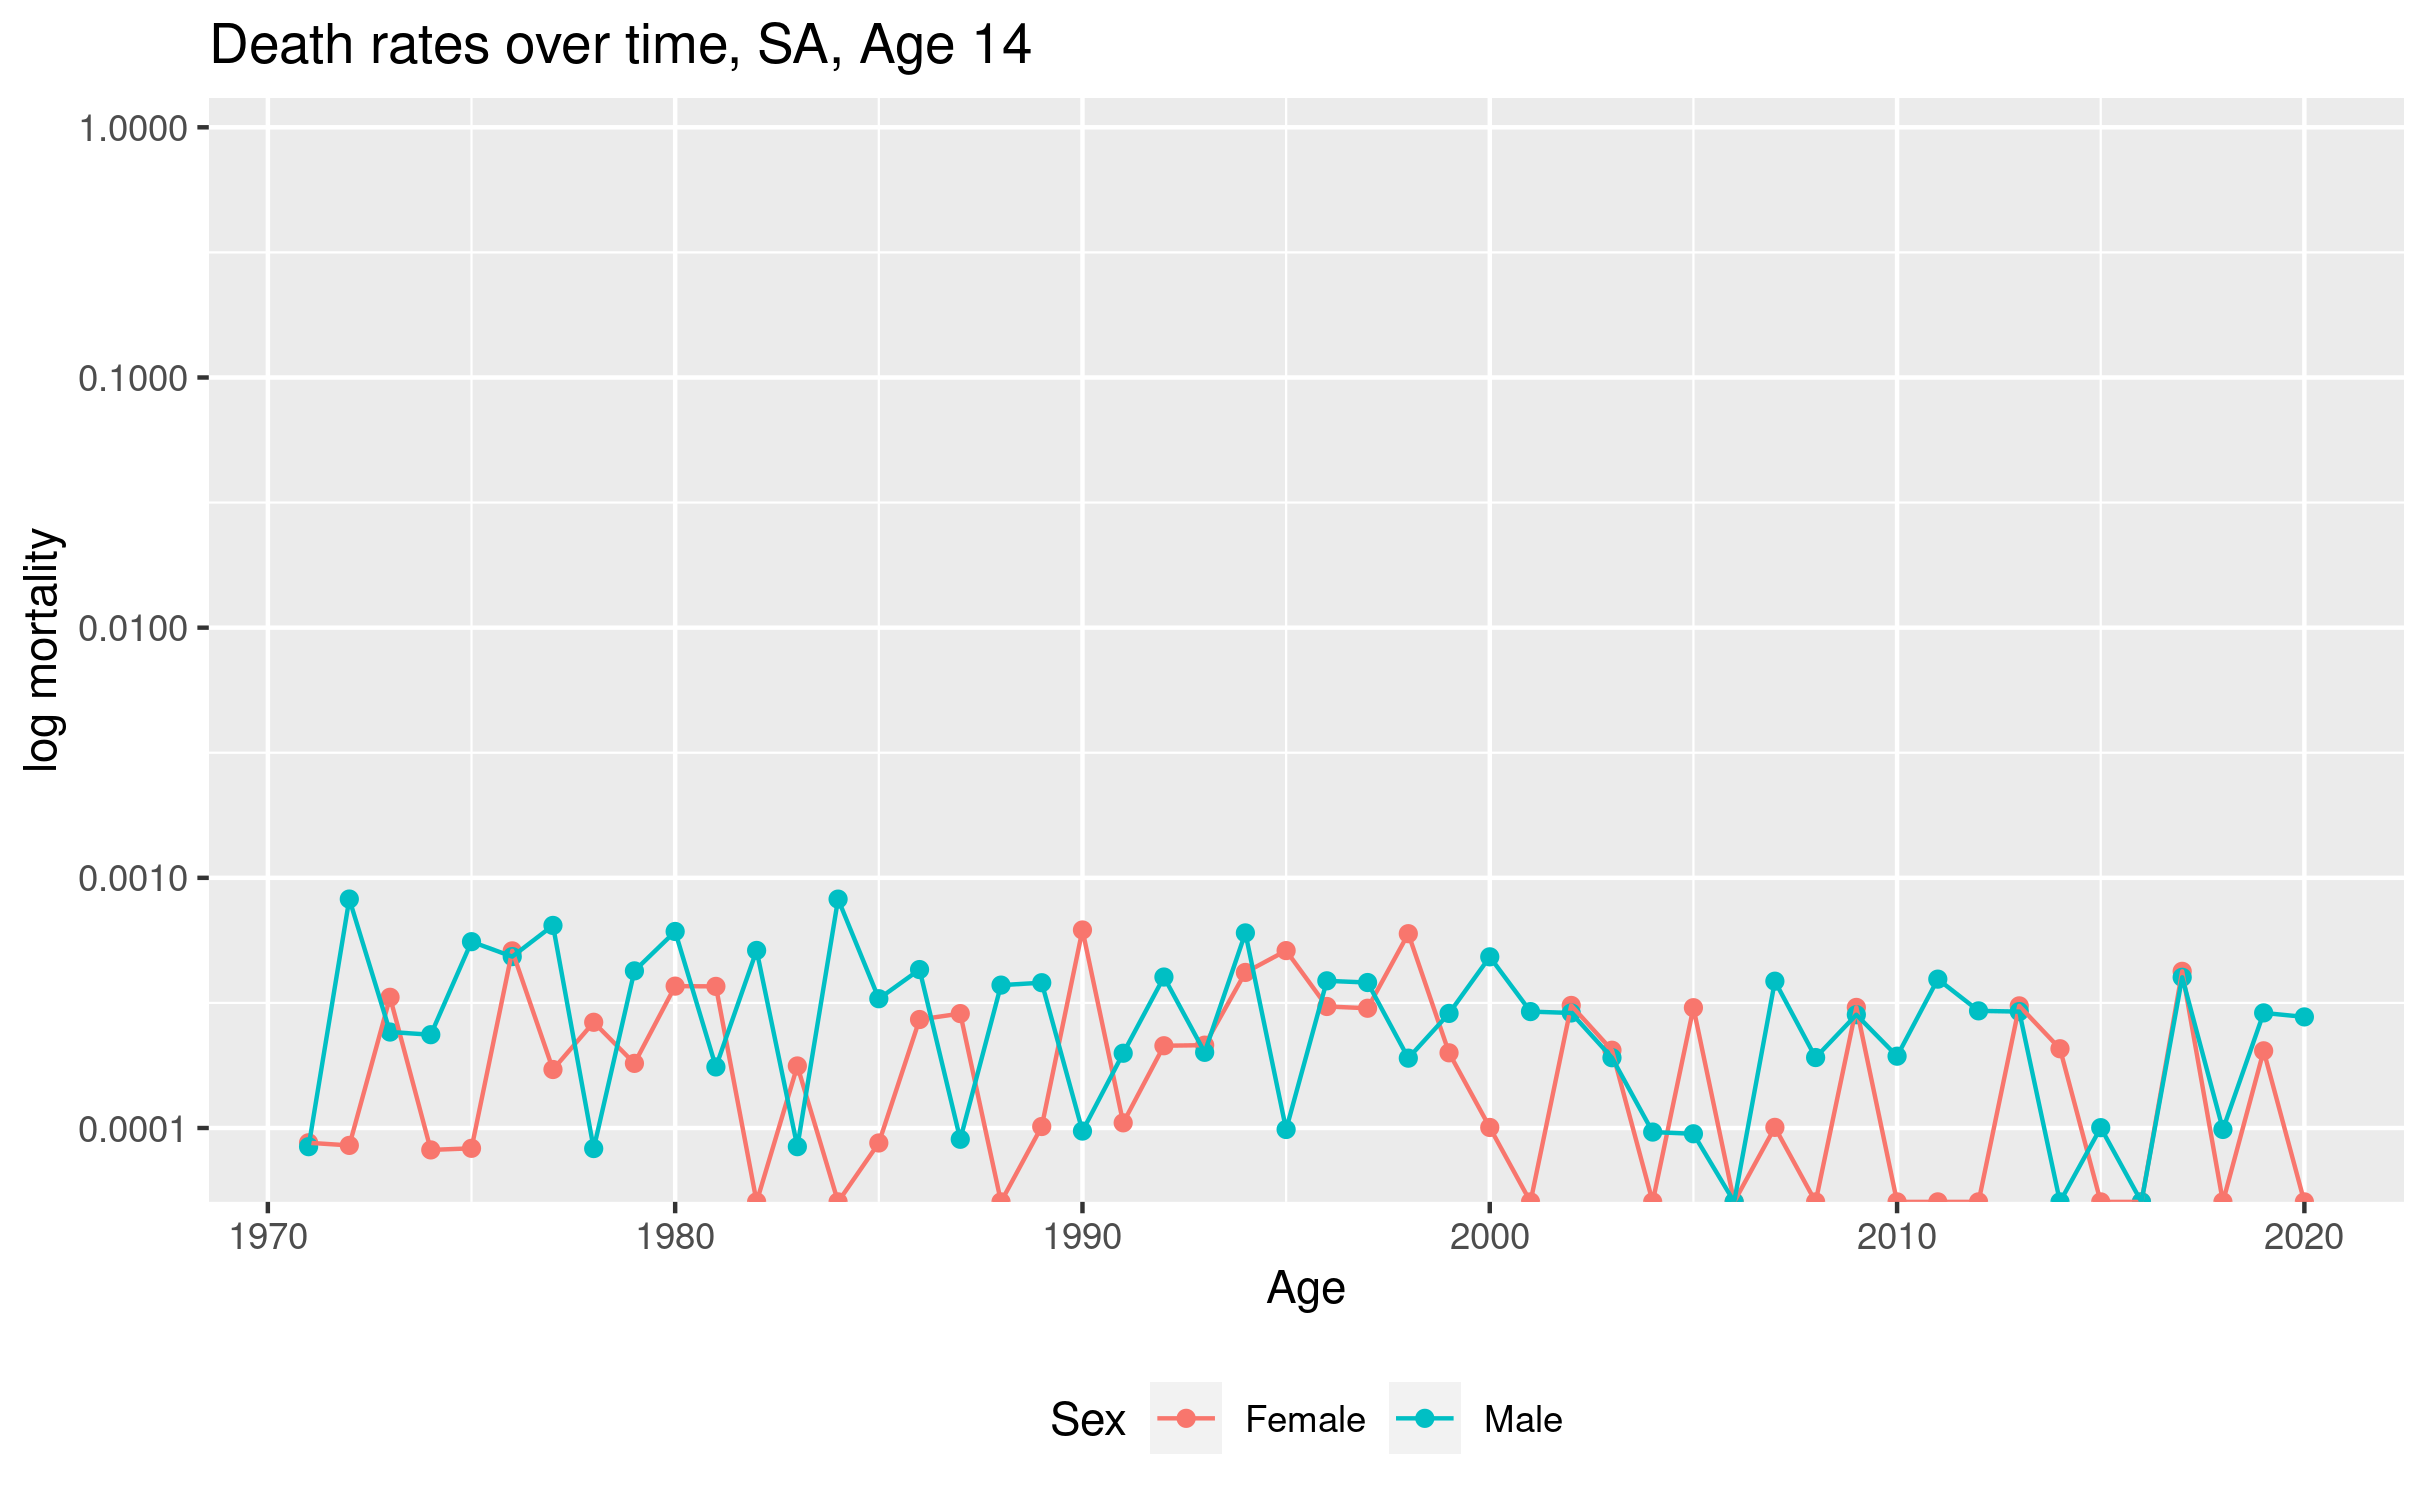 Death rates over time, SA, Age 14
log mortality
1.0000
0.1000
0.0100
0.0010
0.0001
1970 1980 1990 2000 2010 2020
Age
Sex Female Male